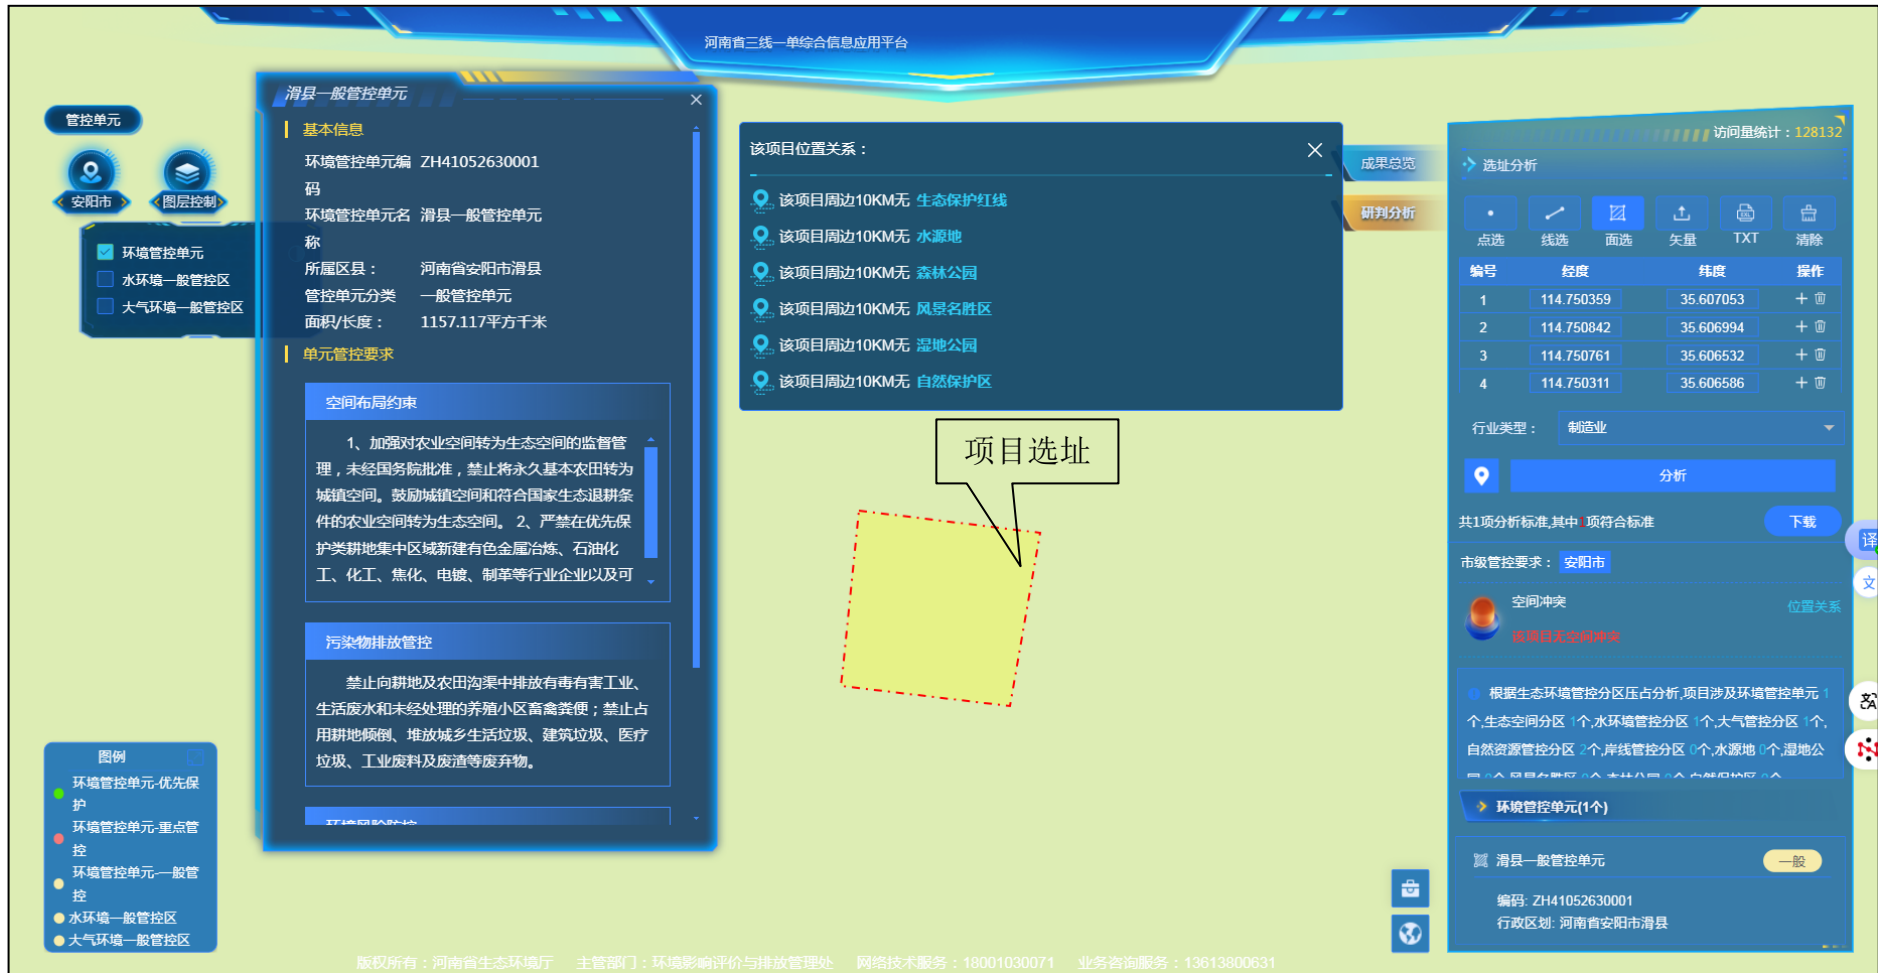 河南省三线一单综合信息应用平台
管控单元
安阳市
图层控制
环境管控单元
水环境一般管控区
大气环境一般管控区
滑县一般管控单元
基本信息
环境管控单元编码 ZH41052630001
环境管控单元名称 滑县一般管控单元
所属区县： 河南省安阳市滑县
管控单元分类 一般管控单元
面积/长度： 1157.117平方千米
单元管控要求
空间布局约束
1、加强对农业空间转为生态空间的监督管
理，未经国务院批准，禁止将永久基本农田转为
城镇空间。鼓励城镇空间和符合国家生态退耕条
件的农业空间转为生态空间。 2、严禁在优先保
护类耕地集中区域新建有色金属冶炼、石油化
工、化工、焦化、电镀、制革等行业企业以及可
污染物排放管控
禁止向耕地及农田沟渠中排放有毒有害工业、
生活废水和未经处理的养殖小区畜禽粪便；禁止占
用耕地倾倒、堆放城乡生活垃圾、建筑垃圾、医疗
垃圾、工业废料及废渣等废弃物。
环境风险防控
该项目位置关系：
该项目周边10KM无 生态保护红线
该项目周边10KM无 水源地
该项目周边10KM无 森林公园
该项目周边10KM无 风景名胜区
该项目周边10KM无 湿地公园
该项目周边10KM无 自然保护区
项目选址
成果总览
研判分析
访问量统计：128132
选址分析
点选 线选 面选 矢量 TXT 清除
编号 经度 纬度 操作
1 114.750359 35.607053
2 114.750842 35.606994
3 114.750761 35.606532
4 114.750311 35.606586
行业类型： 制造业
分析
共1项分析标准,其中1项符合标准
下载
市级管控要求： 安阳市
空间冲突
位置关系
该项目无空间冲突
根据生态环境管控分区压占分析,项目涉及环境管控单元 1
个,生态空间分区 1个,水环境管控分区 1个,大气管控分区 1个,
自然资源管控分区 2个,岸线管控分区 0个,水源地 0个,湿地公
园 0个,风景名胜区 0个,森林公园 0个,自然保护区 0个
环境管控单元(1个)
滑县一般管控单元
一般
编码: ZH41052630001
行政区划: 河南省安阳市滑县
图例
环境管控单元-优先保
护
环境管控单元-重点管
控
环境管控单元-一般管
控
水环境一般管控区
大气环境一般管控区
译
文
版权所有：河南省生态环境厅 主管部门：环境影响评价与排放管理处 网络技术服务：18001030071 业务咨询服务：13613800631